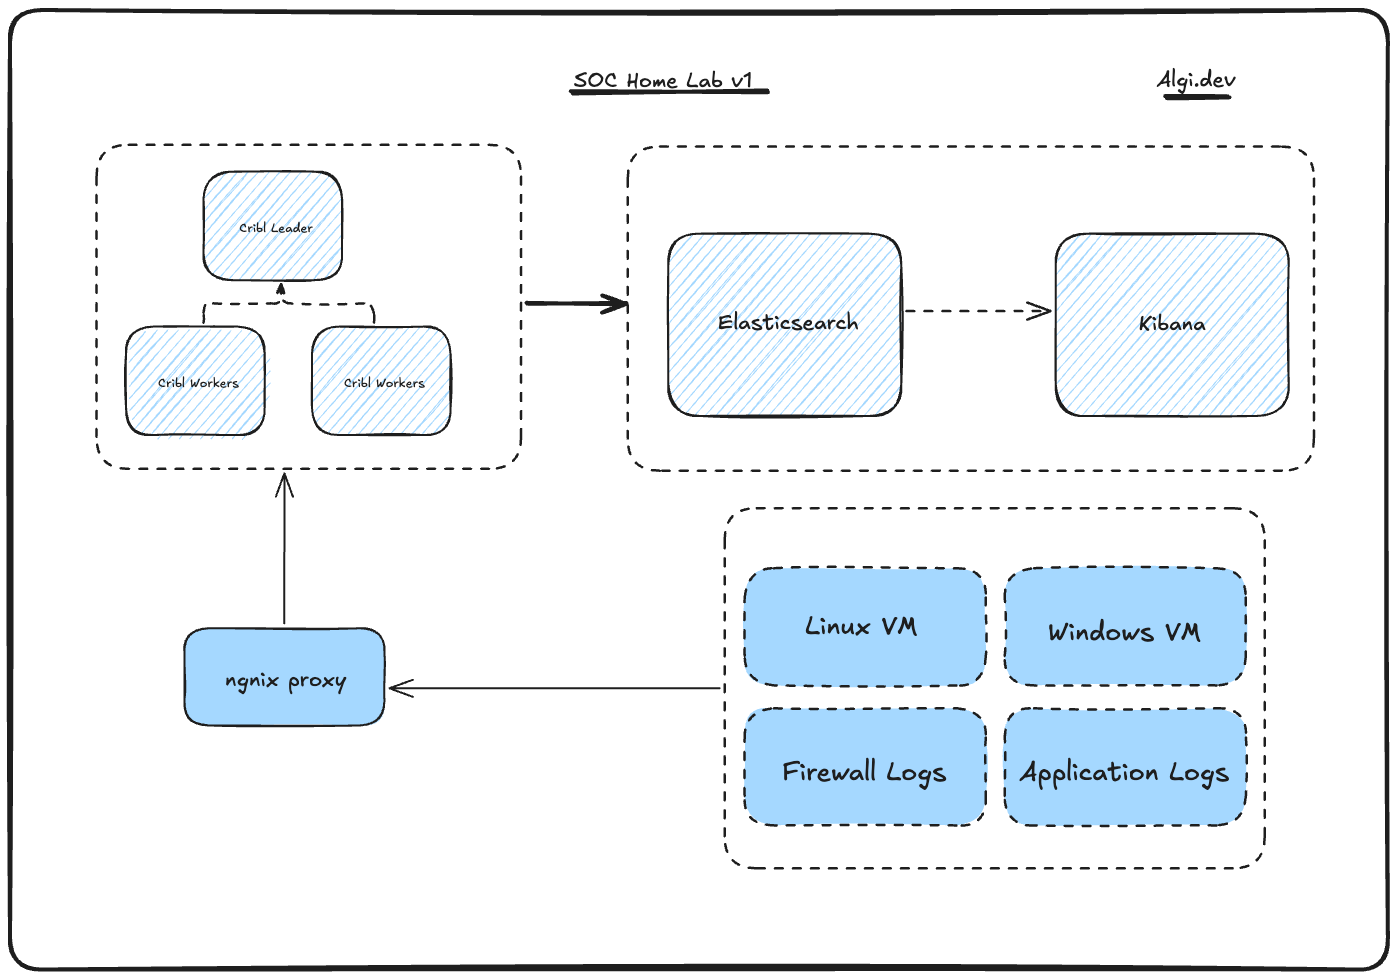 SOC Home Lab v1
Algi.dev
Cribl Leader
Cribl Workers
Cribl Workers
Elasticsearch
Kibana
ngnix proxy
Linux VM
Windows VM
Firewall Logs
Application Logs